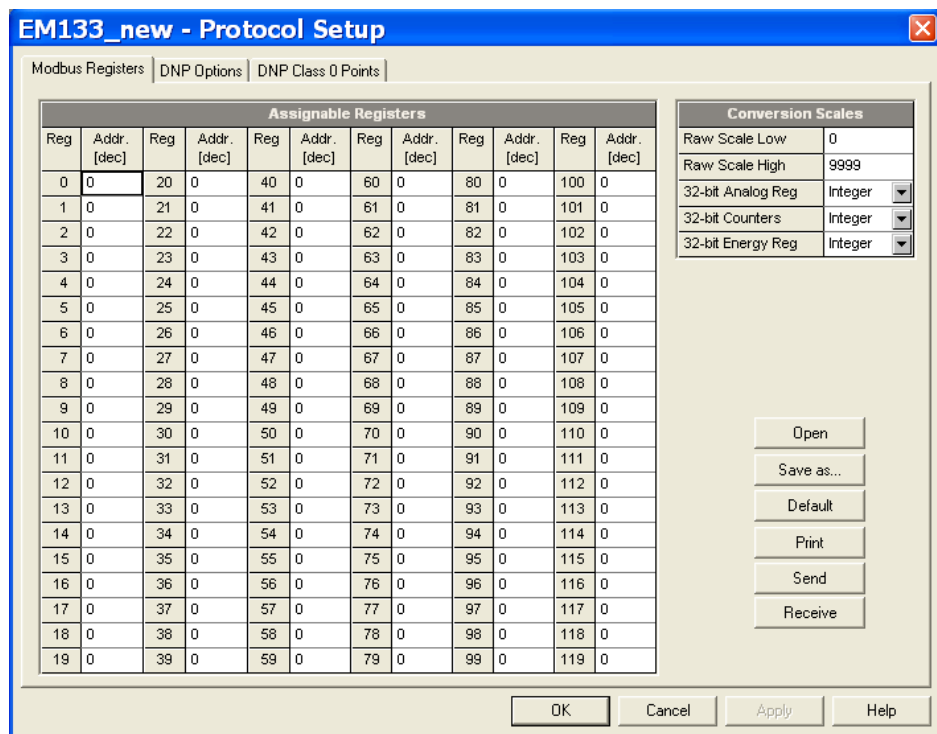 EM133_new - Protocol Setup
Modbus Registers DNP Options DNP Class 0 Points
Assignable Registers
Reg Addr. [dec] Reg Addr. [dec] Reg Addr. [dec] Reg Addr. [dec] Reg Addr. [dec] Reg Addr. [dec]
0 0 20 0 40 0 60 0 80 0 100 0
1 0 21 0 41 0 61 0 81 0 101 0
2 0 22 0 42 0 62 0 82 0 102 0
3 0 23 0 43 0 63 0 83 0 103 0
4 0 24 0 44 0 64 0 84 0 104 0
5 0 25 0 45 0 65 0 85 0 105 0
6 0 26 0 46 0 66 0 86 0 106 0
7 0 27 0 47 0 67 0 87 0 107 0
8 0 28 0 48 0 68 0 88 0 108 0
9 0 29 0 49 0 69 0 89 0 109 0
10 0 30 0 50 0 70 0 90 0 110 0
11 0 31 0 51 0 71 0 91 0 111 0
12 0 32 0 52 0 72 0 92 0 112 0
13 0 33 0 53 0 73 0 93 0 113 0
14 0 34 0 54 0 74 0 94 0 114 0
15 0 35 0 55 0 75 0 95 0 115 0
16 0 36 0 56 0 76 0 96 0 116 0
17 0 37 0 57 0 77 0 97 0 117 0
18 0 38 0 58 0 78 0 98 0 118 0
19 0 39 0 59 0 79 0 99 0 119 0
Conversion Scales
Raw Scale Low 0
Raw Scale High 9999
32-bit Analog Reg Integer
32-bit Counters Integer
32-bit Energy Reg Integer
Open
Save as...
Default
Print
Send
Receive
OK Cancel Apply Help